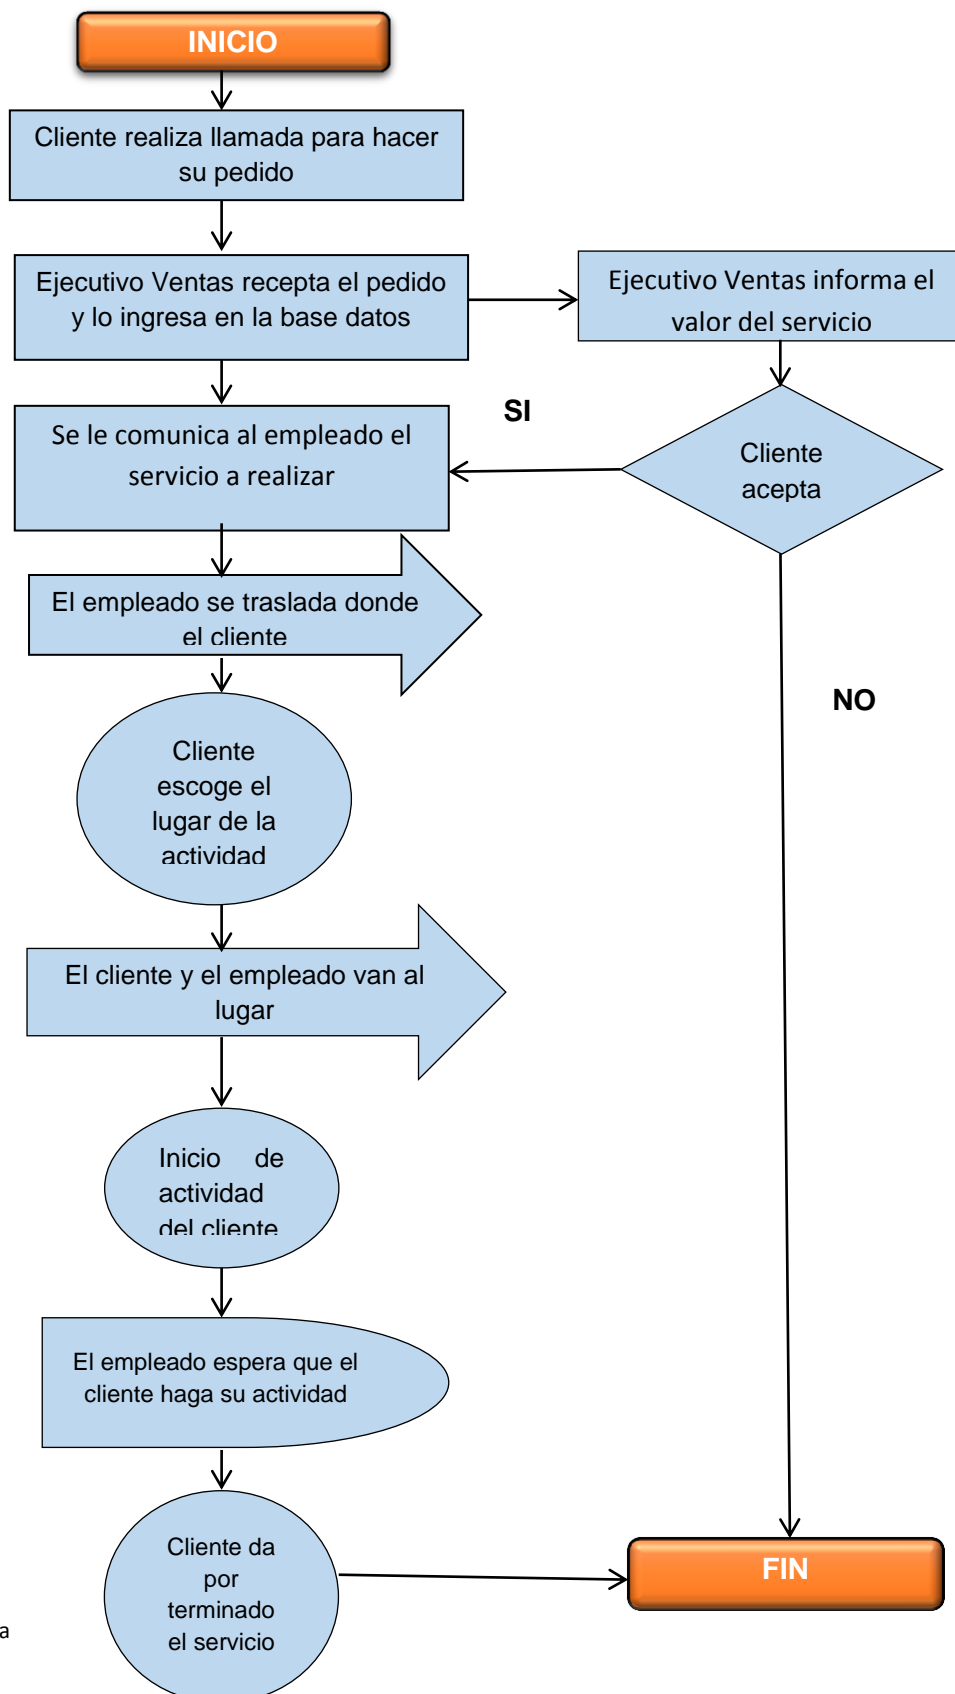 INICIO
Cliente realiza llamada para hacer
su pedido
Ejecutivo Ventas recepta el pedido
y lo ingresa en la base datos
Ejecutivo Ventas informa el
valor del servicio
SI
Se le comunica al empleado el
servicio a realizar
Cliente
acepta
El empleado se traslada donde
el cliente
NO
Cliente
escoge el
lugar de la
actividad
El cliente y el empleado van al
lugar
Inicio de
actividad
del cliente
El empleado espera que el
cliente haga su actividad
Cliente da
por
terminado
el servicio
FIN
a